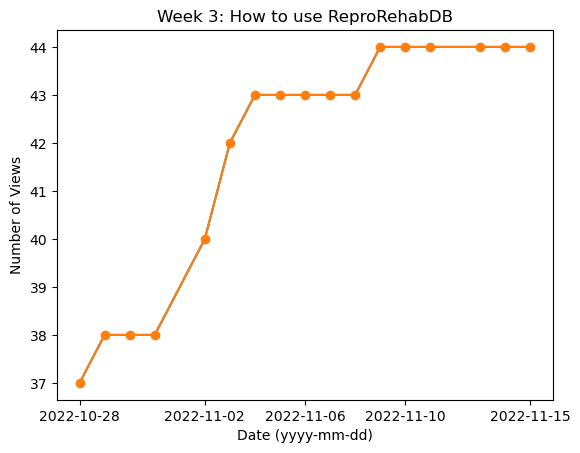 Week 3: How to use ReproRehabDB
Number of Views
44
43
42
41
40
39
38
37
2022-10-28 2022-11-02 2022-11-06 2022-11-10 2022-11-15
Date (yyyy-mm-dd)